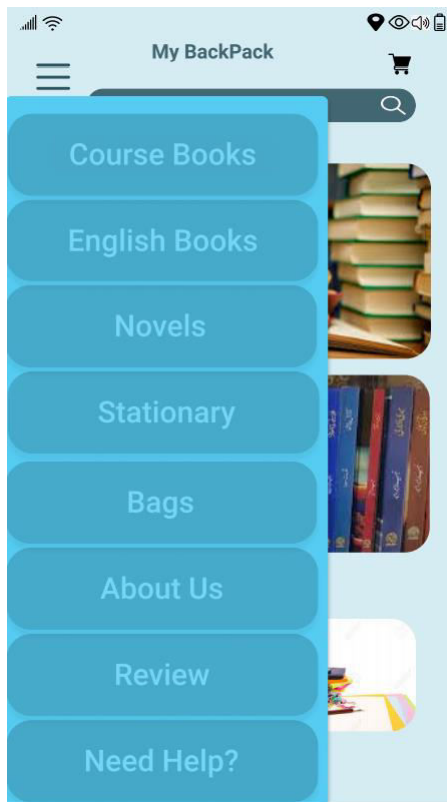 My BackPack
Course Books
English Books
Novels
Stationary
Bags
About Us
Review
Need Help?